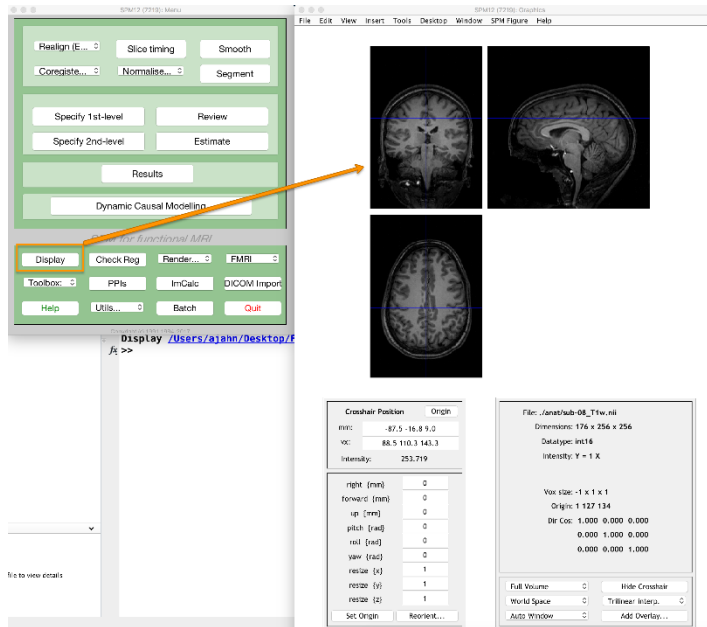 SPM12 (7219): Menu
SPM12 (7219): Graphics
File Edit View Insert Tools Desktop Window SPM Figure Help
Realign (E... Slice timing Smooth
Coregiste... Normalise... Segment
Specify 1st-level Review
Specify 2nd-level Estimate
Results
Dynamic Causal Modelling
SPM for functional MRI
Display Check Reg Render... FMRI
Toolbox: PPIs ImCalc DICOM Import
Help Utils... Batch Quit
Display /Users/ajahn/Desktop/F
fx >>
file to view details
Crosshair Position Origin
mm: -87.5 -16.8 9.0
vx: 88.5 110.3 143.3
Intensity: 253.719
right {mm} 0
forward {mm} 0
up {mm} 0
pitch {rad} 0
roll {rad} 0
yaw {rad} 0
resize {x} 1
resize {y} 1
resize {z} 1
Set Origin Reorient...
File: ./anat/sub-08_T1w.nii
Dimensions: 176 x 256 x 256
Datatype: int16
Intensity: Y = 1 X
Vox size: -1 x 1 x 1
Origin: 1 127 134
Dir Cos: 1.000 0.000 0.000
0.000 1.000 0.000
0.000 0.000 1.000
Full Volume Hide Crosshair
World Space Trilinear interp.
Auto Window Add Overlay...